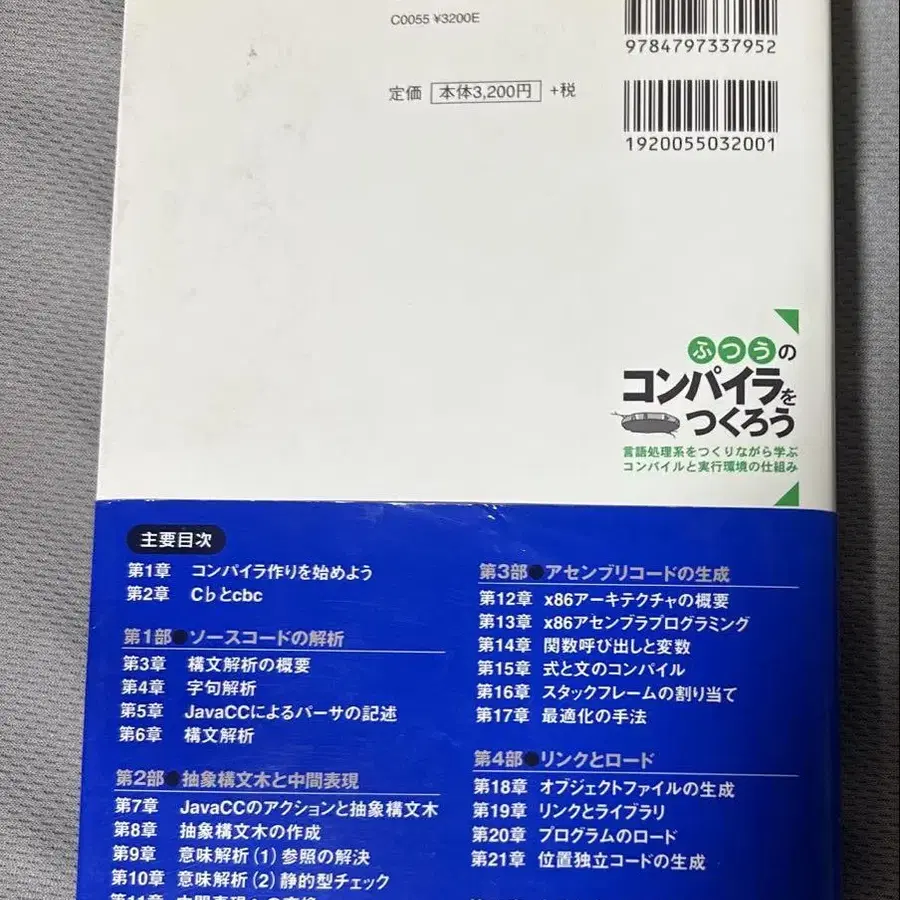 C0055 ¥3200E
9784797337952
定価 本体3,200円 +税
1920055032001
ふつうの
コンパイラを
つくろう
言語処理系をつくりながら学ぶ
コンパイルと実行環境の仕組み
主要目次
第1章 コンパイラ作りを始めよう
第2章 C♭とcbc
第1部●ソースコードの解析
第3章 構文解析の概要
第4章 字句解析
第5章 JavaCCによるパーサの記述
第6章 構文解析
第2部●抽象構文木と中間表現
第7章 JavaCCのアクションと抽象構文木
第8章 抽象構文木の作成
第9章 意味解析(1)参照の解決
第10章 意味解析(2)静的型チェック
第11章 中間表現への変換
第3部●アセンブリコードの生成
第12章 x86アーキテクチャの概要
第13章 x86アセンブラプログラミング
第14章 関数呼び出しと変数
第15章 式と文のコンパイル
第16章 スタックフレームの割り当て
第17章 最適化の手法
第4部●リンクとロード
第18章 オブジェクトファイルの生成
第19章 リンクとライブラリ
第20章 プログラムのロード
第21章 位置独立コードの生成